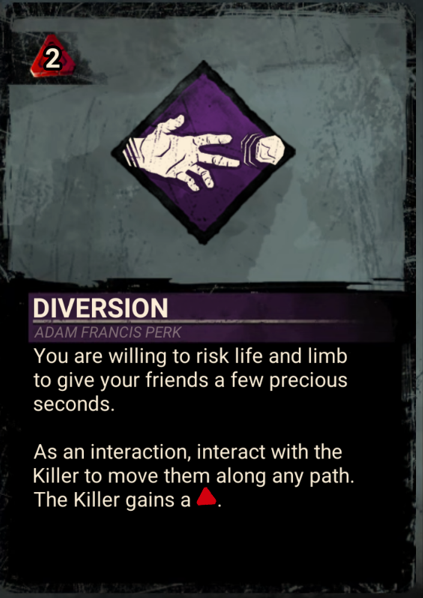 2
DIVERSION
ADAM FRANCIS PERK
You are willing to risk life and limb
to give your friends a few precious
seconds.
As an interaction, interact with the
Killer to move them along any path.
The Killer gains a .